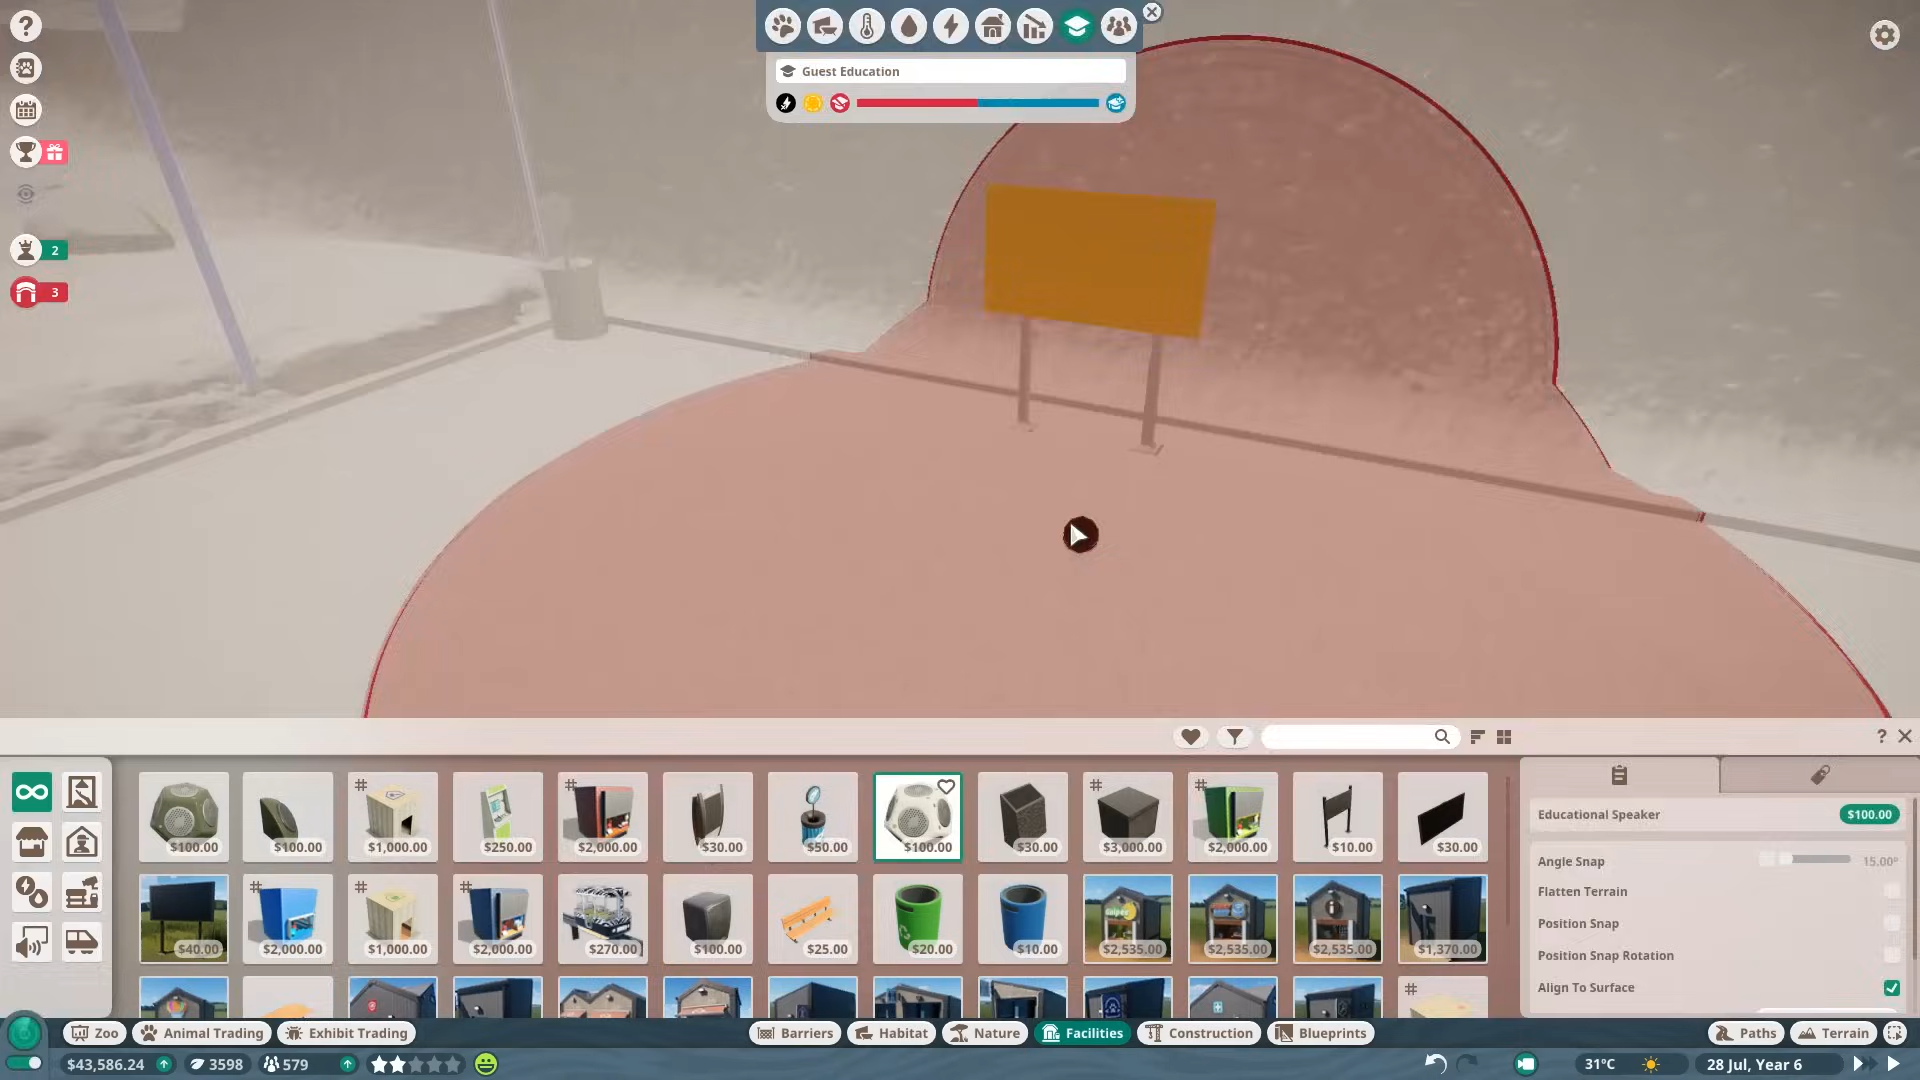 Guest Education
2
3
$100.00
$100.00
$1,000.00
$250.00
$2,000.00
$30.00
$50.00
$100.00
$30.00
$3,000.00
$2,000.00
$10.00
$30.00
$40.00
$2,000.00
$1,000.00
$2,000.00
$270.00
$100.00
$25.00
$20.00
$10.00
$2,535.00
$2,535.00
$2,535.00
$1,370.00
Educational Speaker
$100.00
Angle Snap
15.00°
Flatten Terrain
Position Snap
Position Snap Rotation
Align To Surface
Zoo
Animal Trading
Exhibit Trading
Barriers
Habitat
Nature
Facilities
Construction
Blueprints
Paths
Terrain
$43,586.24
3598
579
31°C
28 Jul, Year 6